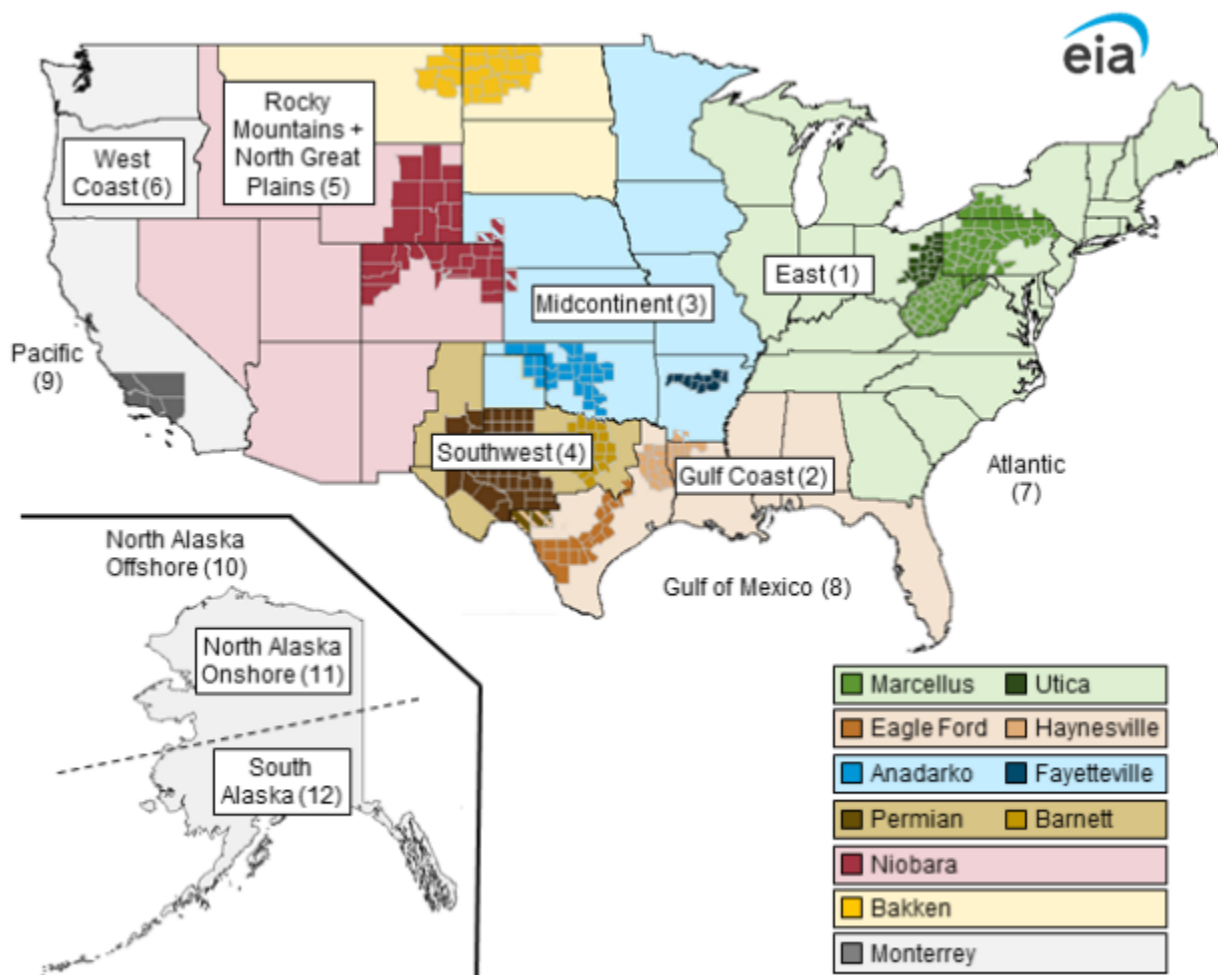 eia
Rocky
Mountains +
North Great
Plains (5)
West
Coast (6)
East (1)
Midcontinent (3)
Pacific
(9)
Southwest (4)
Gulf Coast (2)
Atlantic
(7)
North Alaska
Offshore (10)
Gulf of Mexico (8)
North Alaska
Onshore (11)
South
Alaska (12)
Marcellus Utica
Eagle Ford Haynesville
Anadarko Fayetteville
Permian Barnett
Niobara
Bakken
Monterrey